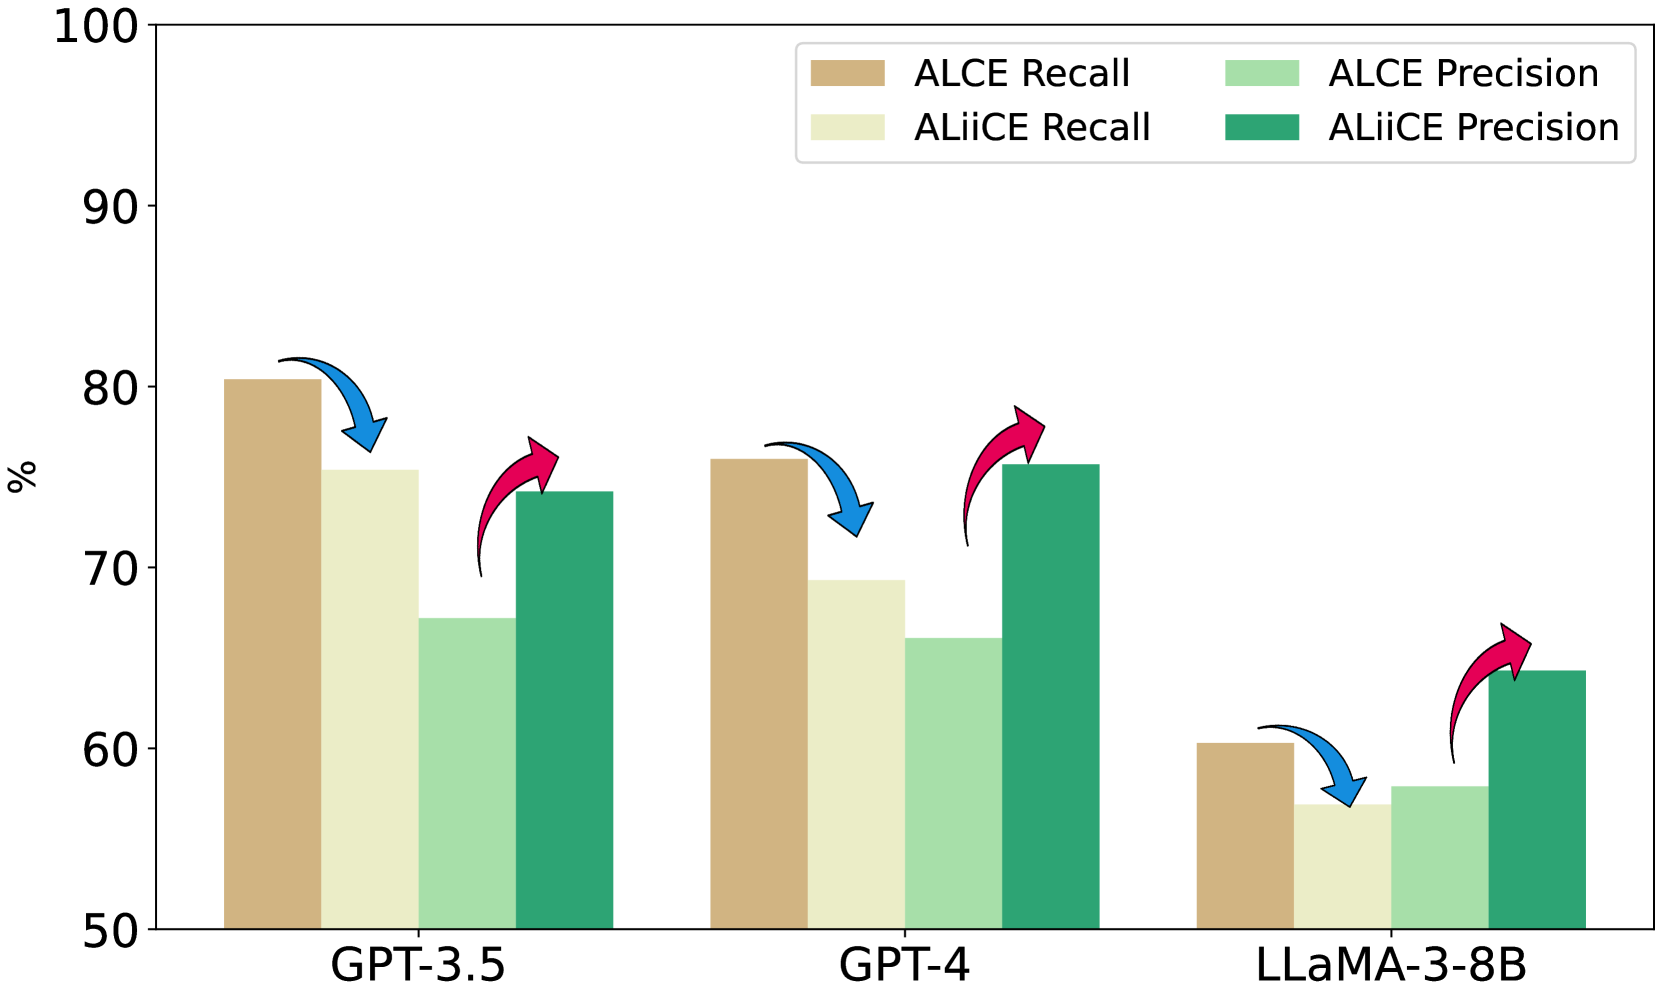 100
90
80
70
60
50
%
ALCE Recall
ALiiCE Recall
ALCE Precision
ALiiCE Precision
GPT-3.5
GPT-4
LLaMA-3-8B